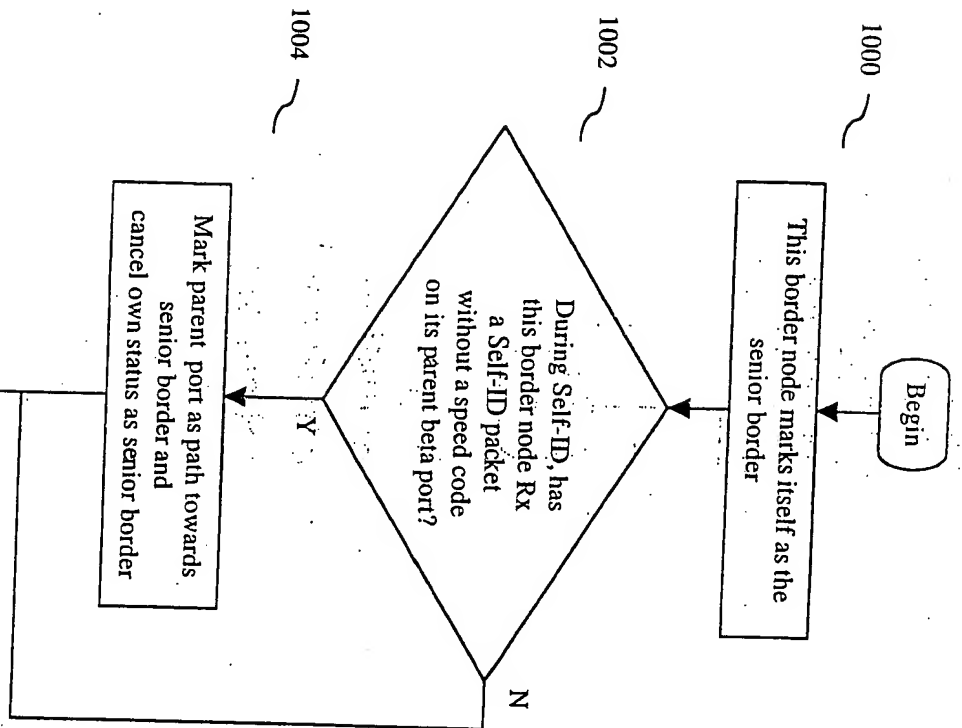 Begin
1000
This border node marks itself as the
senior border
1002
During Self-ID, has
this border node Rx
a Self-ID packet
without a speed code
on its parent beta port?
N
Y
1004
Mark parent port as path towards
senior border and
cancel own status as senior border